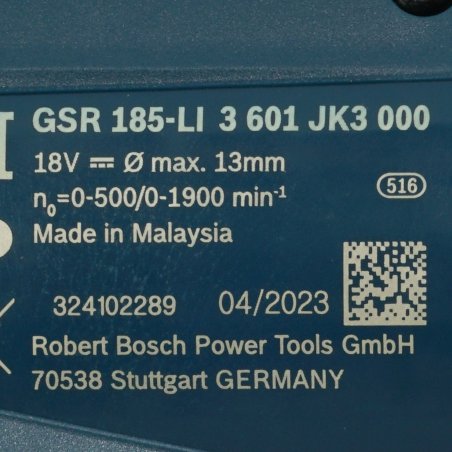 GSR 185-LI 3 601 JK3 000
18V ⎓ Ø max. 13mm
n₀=0-500/0-1900 min⁻¹
516
Made in Malaysia
324102289 04/2023
Robert Bosch Power Tools GmbH
70538 Stuttgart GERMANY